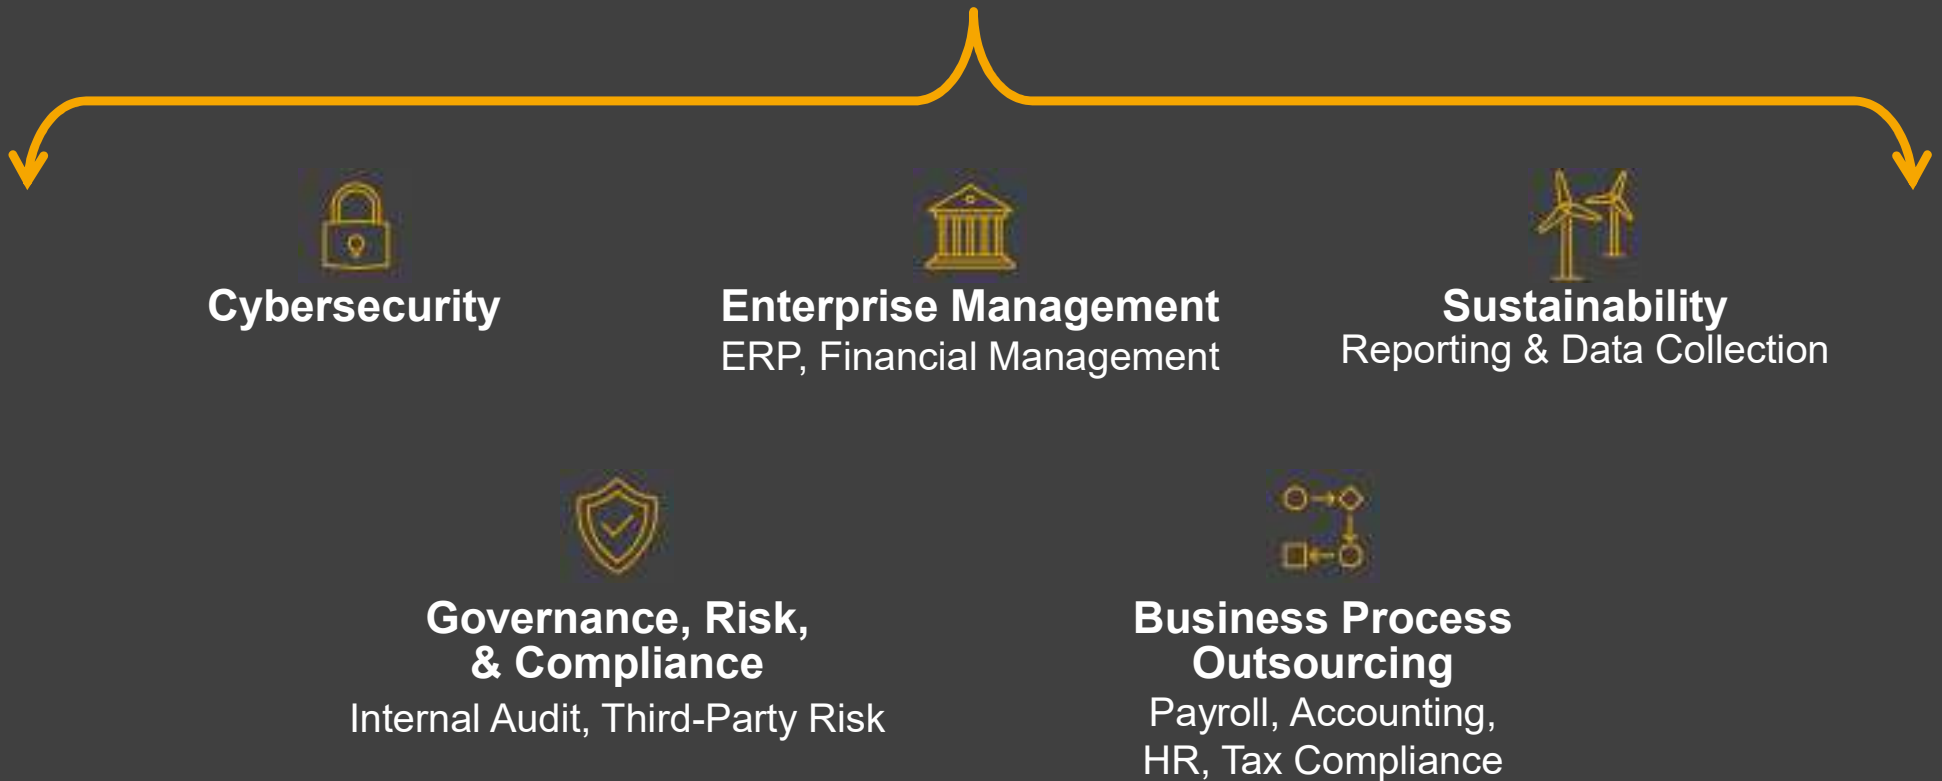 Cybersecurity
Enterprise Management
ERP, Financial Management
Sustainability
Reporting & Data Collection
Governance, Risk,
& Compliance
Internal Audit, Third-Party Risk
Business Process
Outsourcing
Payroll, Accounting,
HR, Tax Compliance